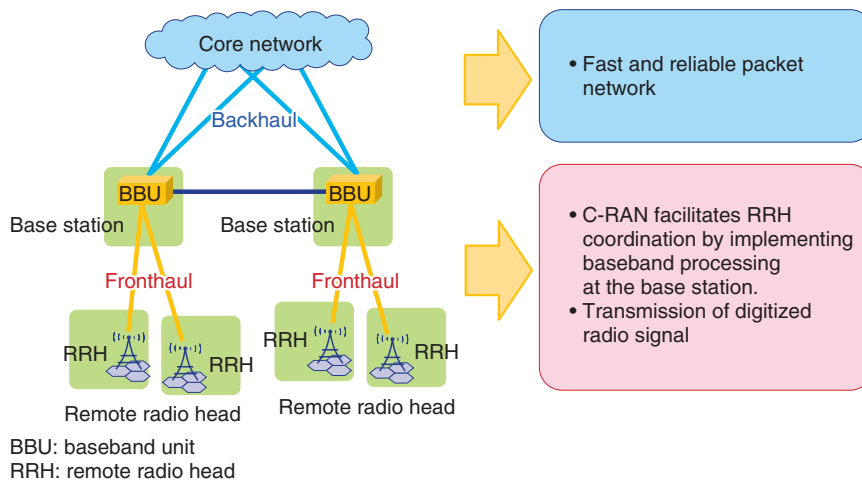 Core network
Backhaul
BBU
BBU
Base station
Base station
Fronthaul
Fronthaul
RRH
RRH
RRH
RRH
Remote radio head
Remote radio head
BBU: baseband unit
RRH: remote radio head
• Fast and reliable packet
network
• C-RAN facilitates RRH
coordination by implementing
baseband processing
at the base station.
• Transmission of digitized
radio signal